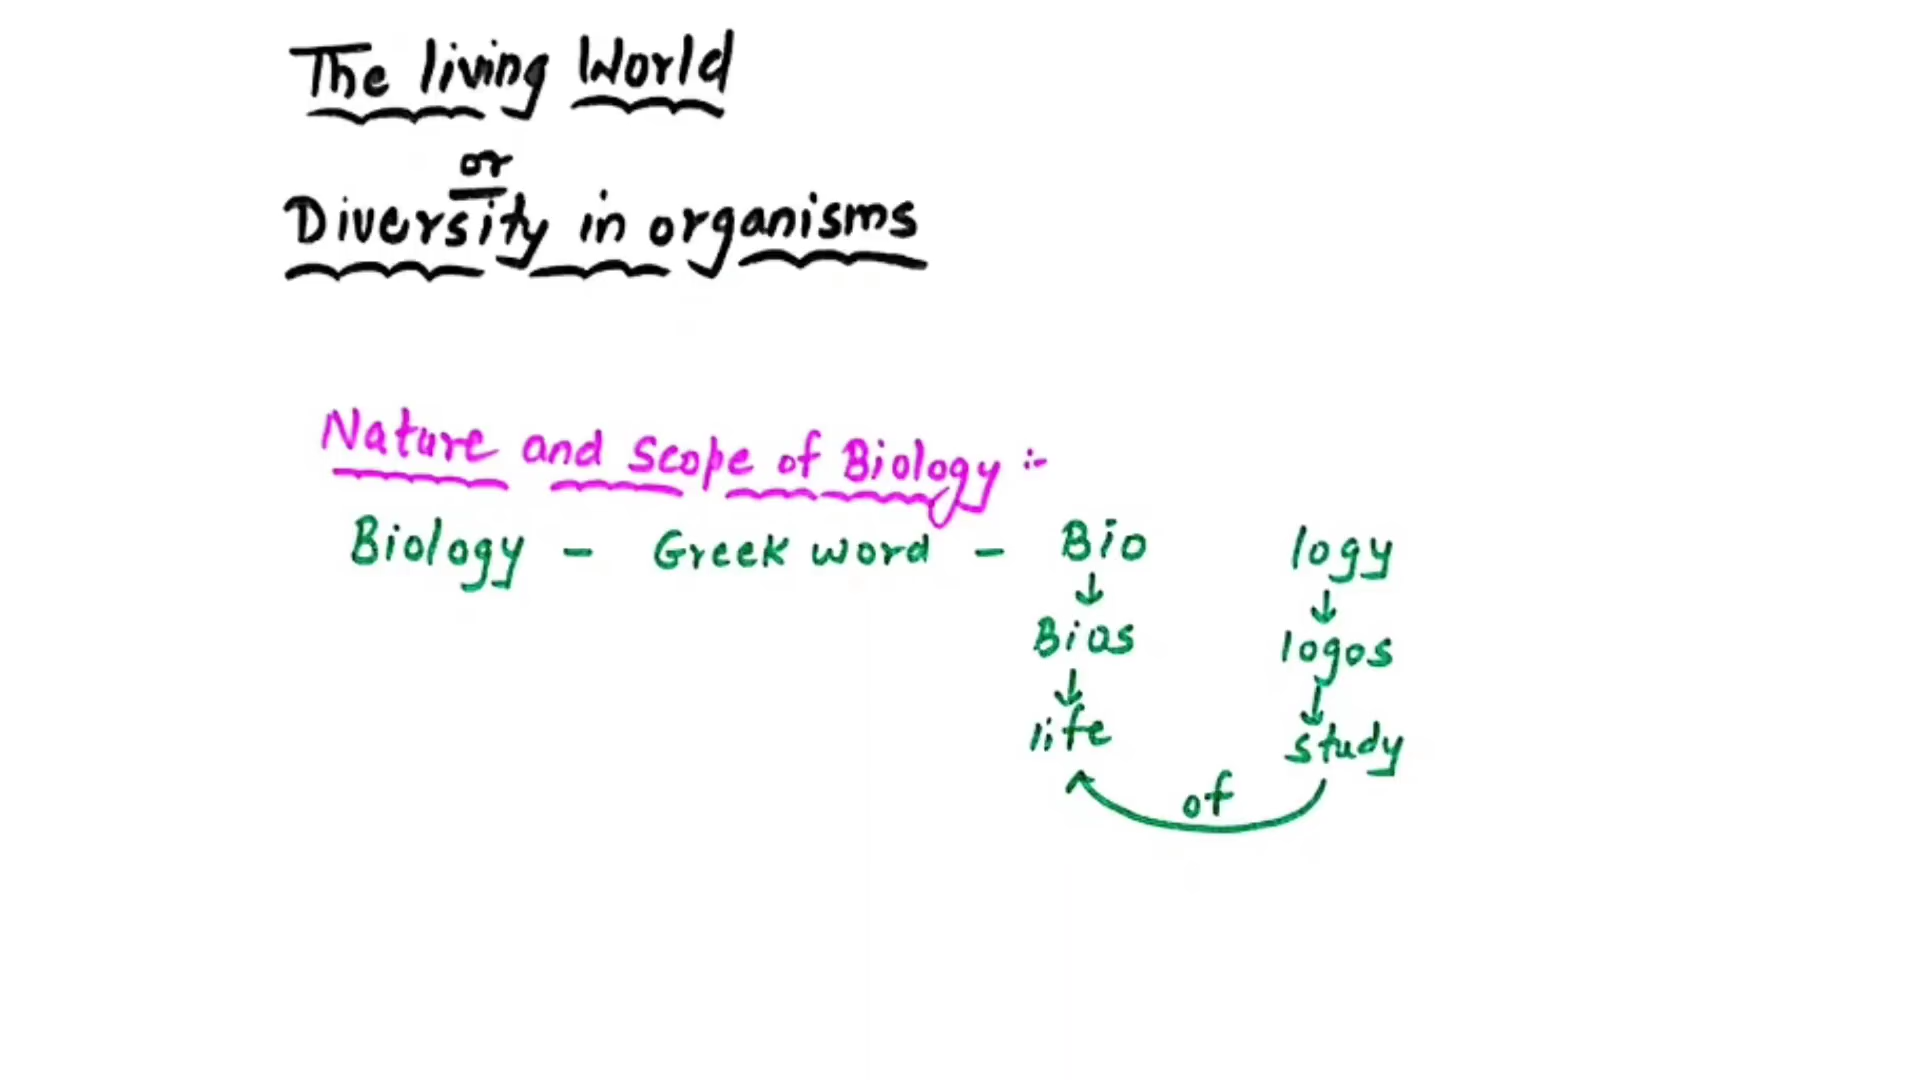 The living World
or
Diversity in organisms
Nature and scope of Biology :-
Biology - Greek word - Bio logy
↓ ↓
Bios logos
↓ ↓
life study
of